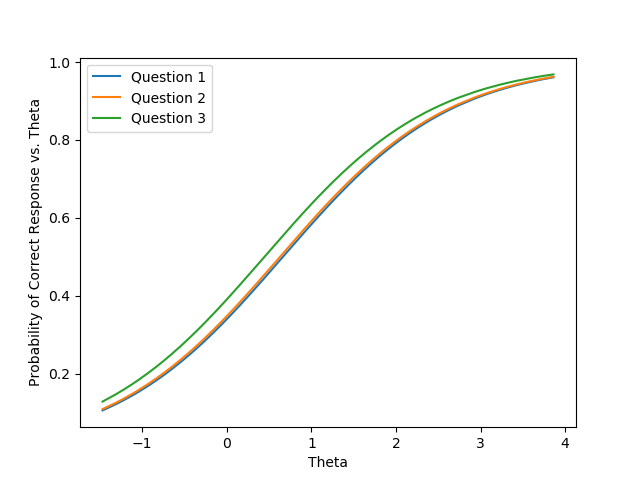 Question 1
Question 2
Question 3
Probability of Correct Response vs. Theta
1.0
0.8
0.6
0.4
0.2
−1
0
1
2
3
4
Theta